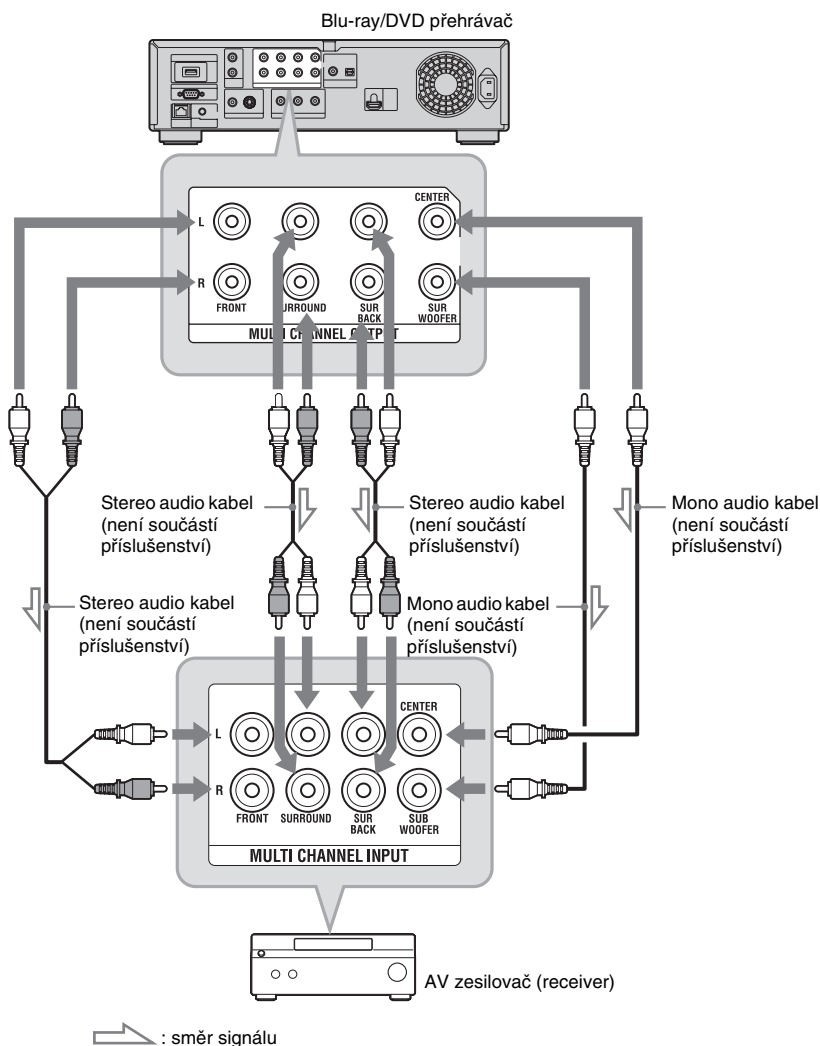 Blu-ray/DVD přehrávač
CENTER
L
R
FRONT
SURROUND
SUR
BACK
SUR
WOOFER
MULTI CHANNEL OUTPUT
Stereo audio kabel
(není součástí
příslušenství)
Stereo audio kabel
(není součástí
příslušenství)
Mono audio kabel
(není součástí
příslušenství)
Stereo audio kabel
(není součástí
příslušenství)
Mono audio kabel
(není součástí
příslušenství)
CENTER
L
R
FRONT
SURROUND
SUR
BACK
SUB
WOOFER
MULTI CHANNEL INPUT
AV zesilovač (receiver)
: směr signálu